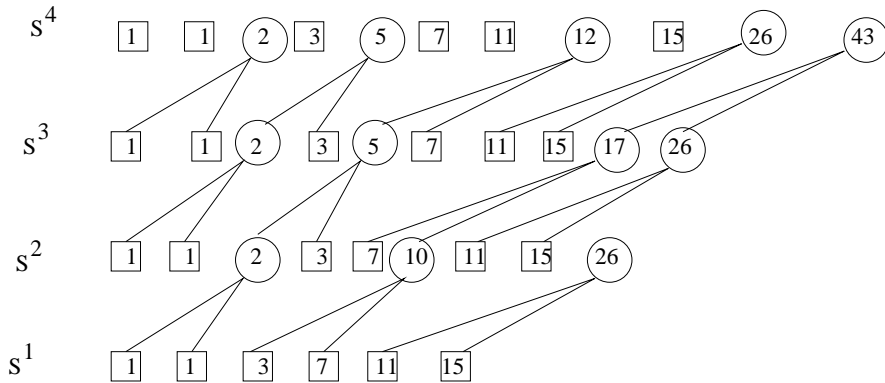 S⁴ 1 1 2 3 5 7 11 12 15 26 43
S³ 1 1 2 3 5 7 11 15 17 26
S² 1 1 2 3 7 10 11 15 26
S¹ 1 1 3 7 11 15